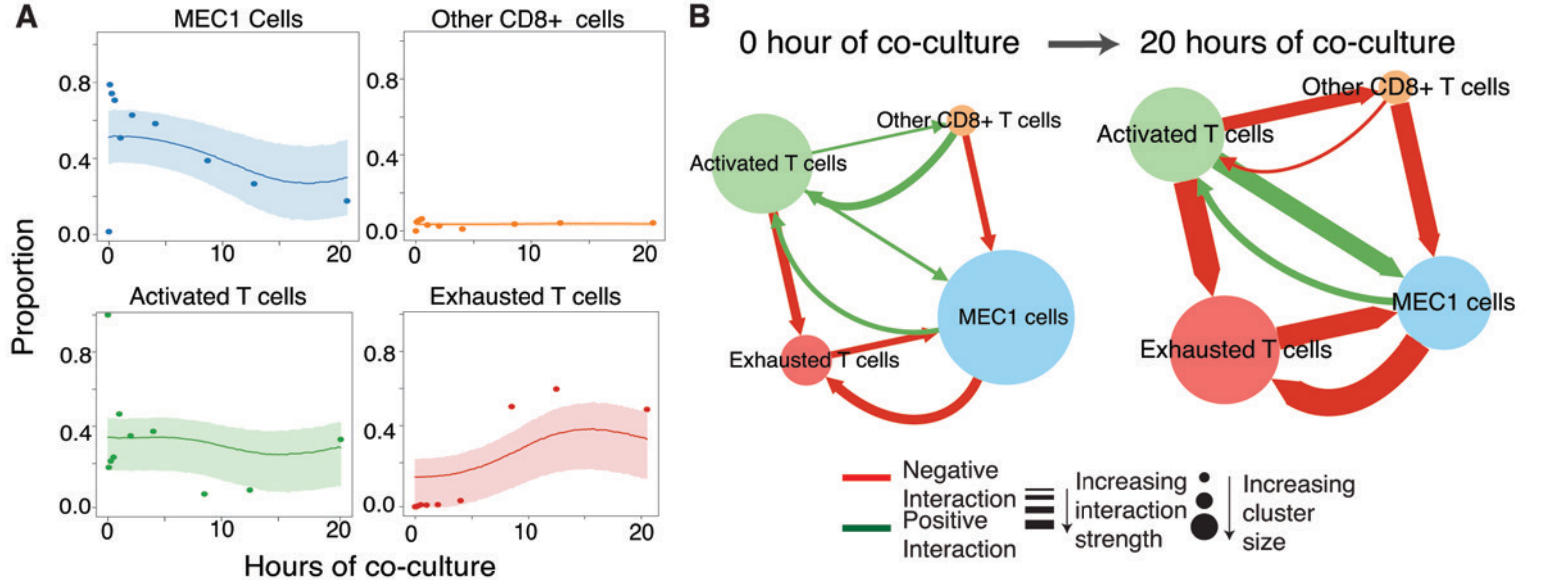 A
MEC1 Cells
Other CD8+ cells
0.8
0.4
0.0
0
10
20
0.8
0.4
0.0
0
10
20
Proportion
Activated T cells
Exhausted T cells
0.8
0.4
0.0
0
10
20
0.8
0.4
0.0
0
10
20
Hours of co-culture
B
0 hour of co-culture
20 hours of co-culture
Other CD8+ T cells
Activated T cells
MEC1 cells
Exhausted T cells
Other CD8+ T cells
Activated T cells
MEC1 cells
Exhausted T cells
Negative
Interaction
Positive
Interaction
Increasing
interaction
strength
Increasing
cluster
size